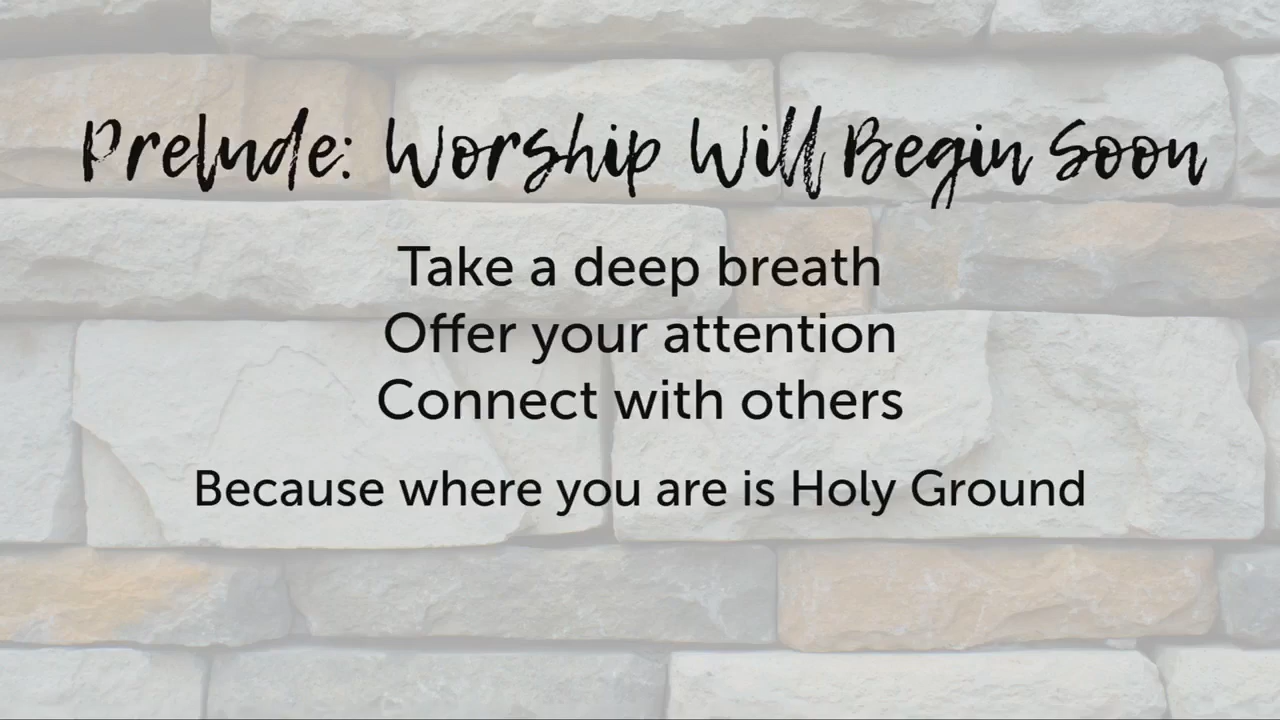 Prelude: Worship Will Begin Soon
Take a deep breath
Offer your attention
Connect with others
Because where you are is Holy Ground